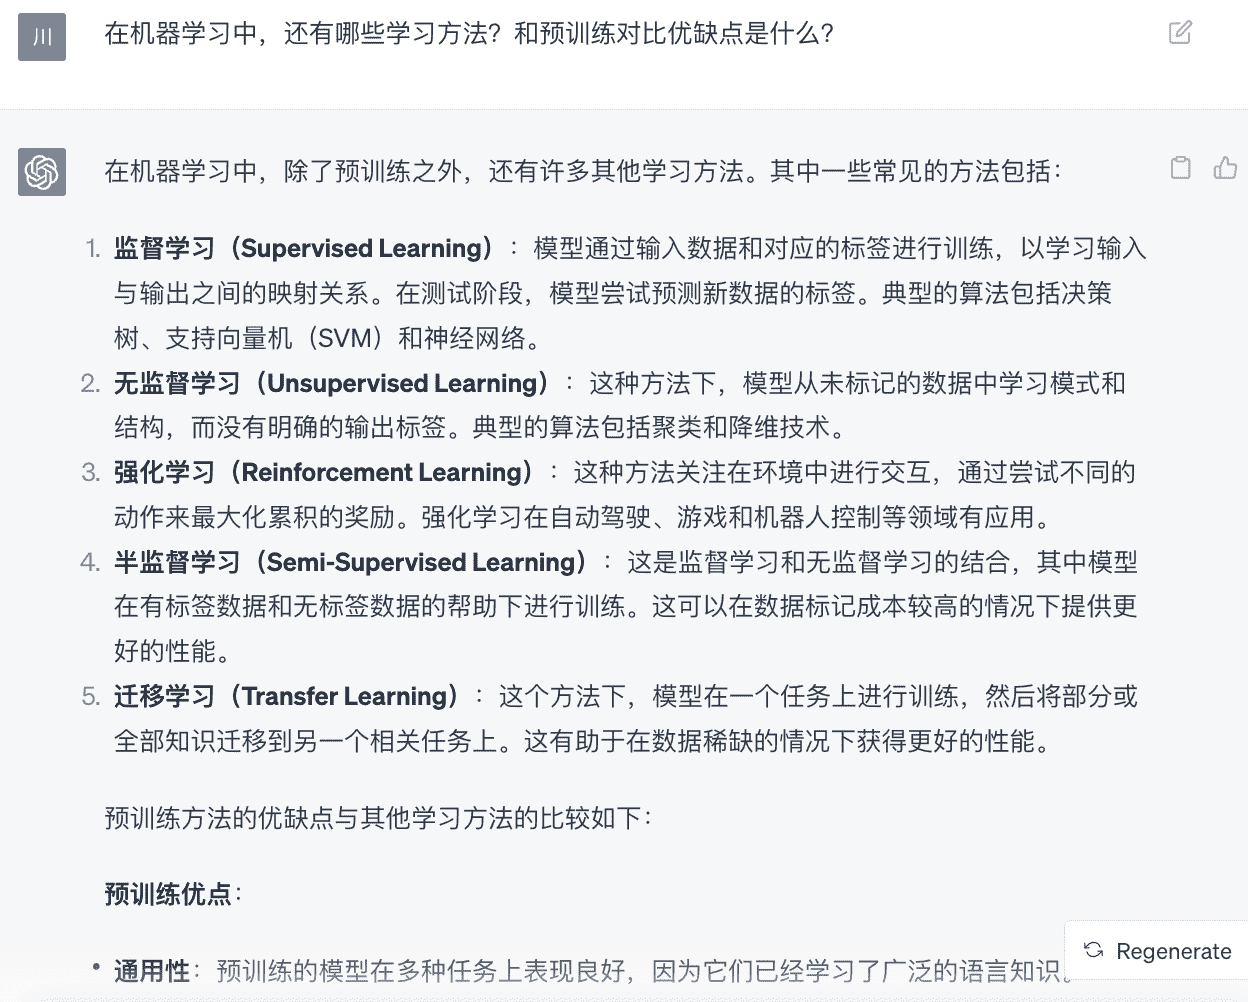 川
在机器学习中，还有哪些学习方法？和预训练对比优缺点是什么？
在机器学习中，除了预训练之外，还有许多其他学习方法。其中一些常见的方法包括：
1. 监督学习（Supervised Learning）：模型通过输入数据和对应的标签进行训练，以学习输入
与输出之间的映射关系。在测试阶段，模型尝试预测新数据的标签。典型的算法包括决策
树、支持向量机（SVM）和神经网络。
2. 无监督学习（Unsupervised Learning）：这种方法下，模型从未标记的数据中学习模式和
结构，而没有明确的输出标签。典型的算法包括聚类和降维技术。
3. 强化学习（Reinforcement Learning）：这种方法关注在环境中进行交互，通过尝试不同的
动作来最大化累积的奖励。强化学习在自动驾驶、游戏和机器人控制等领域有应用。
4. 半监督学习（Semi-Supervised Learning）：这是监督学习和无监督学习的结合，其中模型
在有标签数据和无标签数据的帮助下进行训练。这可以在数据标记成本较高的情况下提供更
好的性能。
5. 迁移学习（Transfer Learning）：这个方法下，模型在一个任务上进行训练，然后将部分或
全部知识迁移到另一个相关任务上。这有助于在数据稀缺的情况下获得更好的性能。
预训练方法的优缺点与其他学习方法的比较如下：
预训练优点：
• 通用性：预训练的模型在多种任务上表现良好，因为它们已经学习了广泛的语言知识。
Regenerate